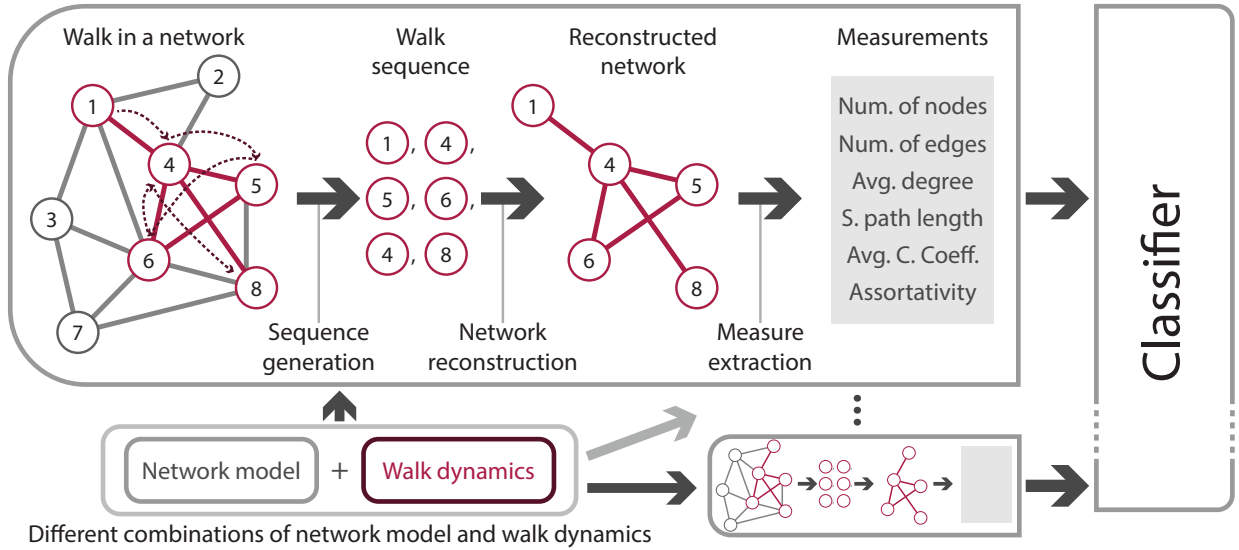 Walk in a network
1
2
3
4
5
6
7
8
Walk
sequence
1, 4,
5, 6,
4, 8
Reconstructed
network
1
4
5
6
8
Measurements
Num. of nodes
Num. of edges
Avg. degree
S. path length
Avg. C. Coeff.
Assortativity
Sequence
generation
Network
reconstruction
Measure
extraction
Classifier
Network model
+
Walk dynamics
Different combinations of network model and walk dynamics